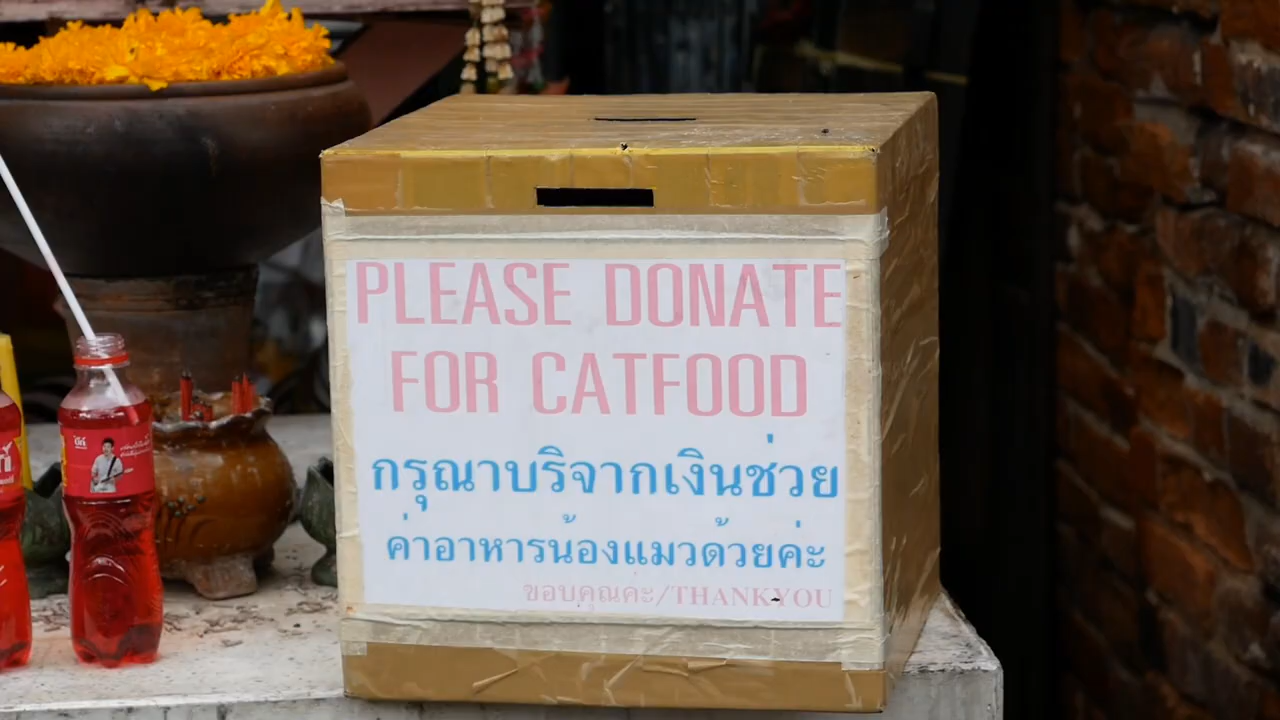 PLEASE DONATE
FOR CATFOOD
กรุณาบริจาคเงินช่วย
ค่าอาหารน้องแมวด้วยค่ะ
ขอบคุณค่ะ/THANKYOU